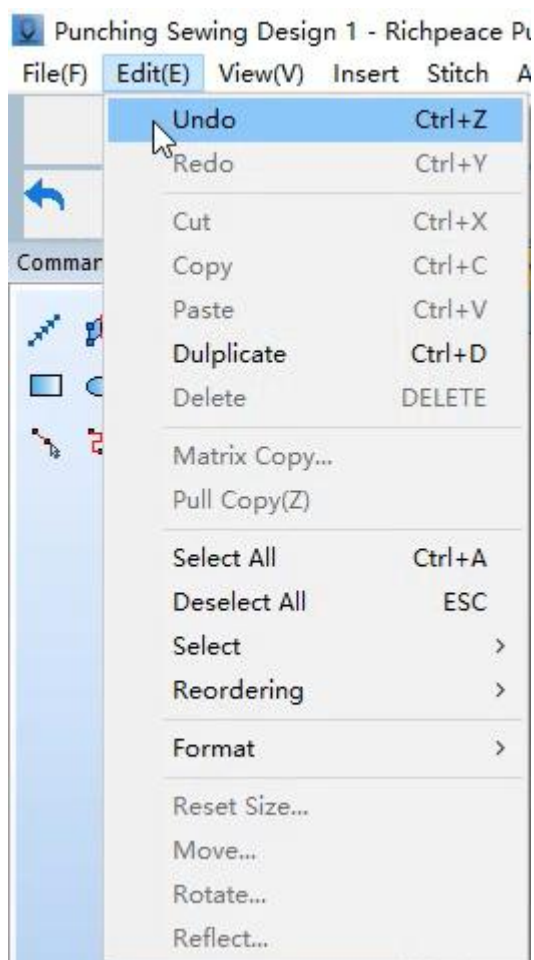 Punching Sewing Design 1 - Richpeace
File(F) Edit(E) View(V) Insert Stitch
Undo Ctrl+Z
Redo Ctrl+Y
Cut Ctrl+X
Copy Ctrl+C
Paste Ctrl+V
Dulplicate Ctrl+D
Delete DELETE
Matrix Copy...
Pull Copy(Z)
Select All Ctrl+A
Deselect All ESC
Select >
Reordering >
Format >
Reset Size...
Move...
Rotate...
Reflect...